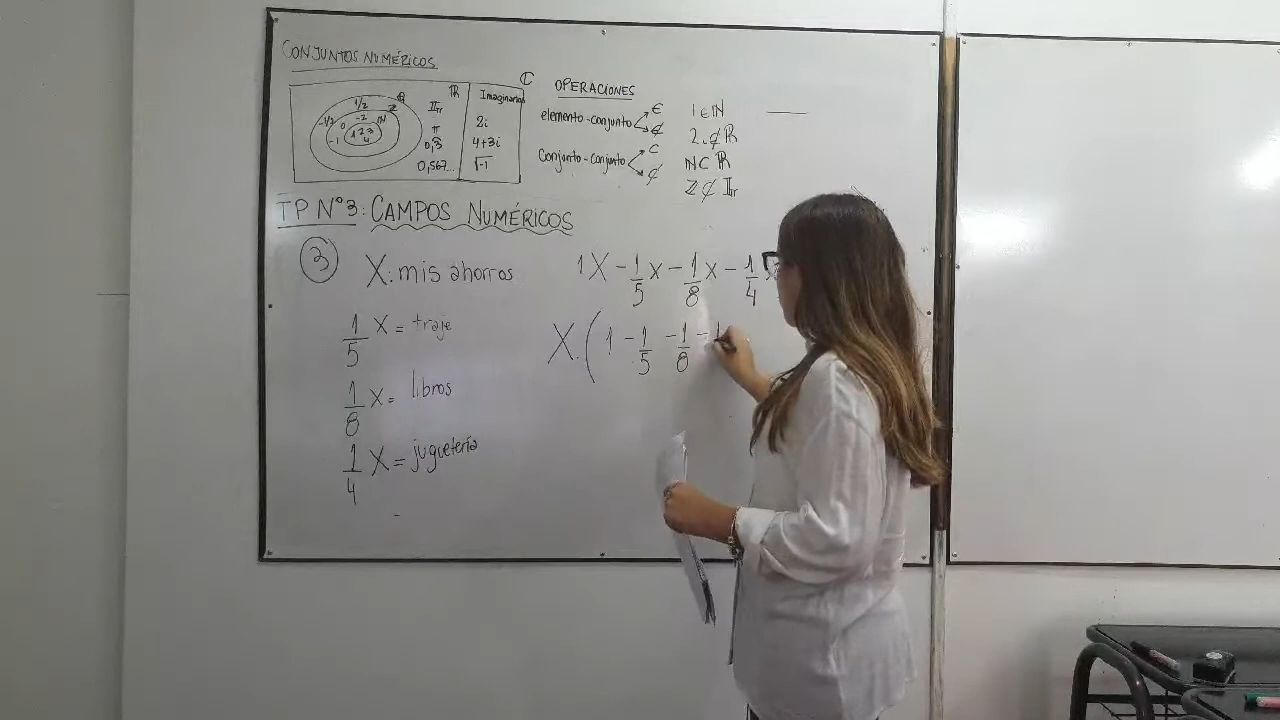 CONJUNTOS NUMÉRICOS
ℂ
ℝ
Imaginarios
ℚ
1/2
ℤ
-1/2
-2
ℕ
0
1 2 3
4
-1
𝕀rr
π
0,3
0,567...
2i
4+3i
√-1
OPERACIONES
elemento-conjunto ∈ ∉
1 ∈ ℕ
2i ∉ ℝ
Conjunto-conjunto ⊂ ⊄
ℕ ⊂ ℝ
ℤ ⊄ 𝕀rr
TP N°3: CAMPOS NUMÉRICOS
③ X: mis ahorros
1/5 X = traje
1/8 X = libros
1/4 X = juguetería
1X - 1/5 X - 1/8 X - 1/4 X
X.(1 - 1/5 - 1/8 - 1